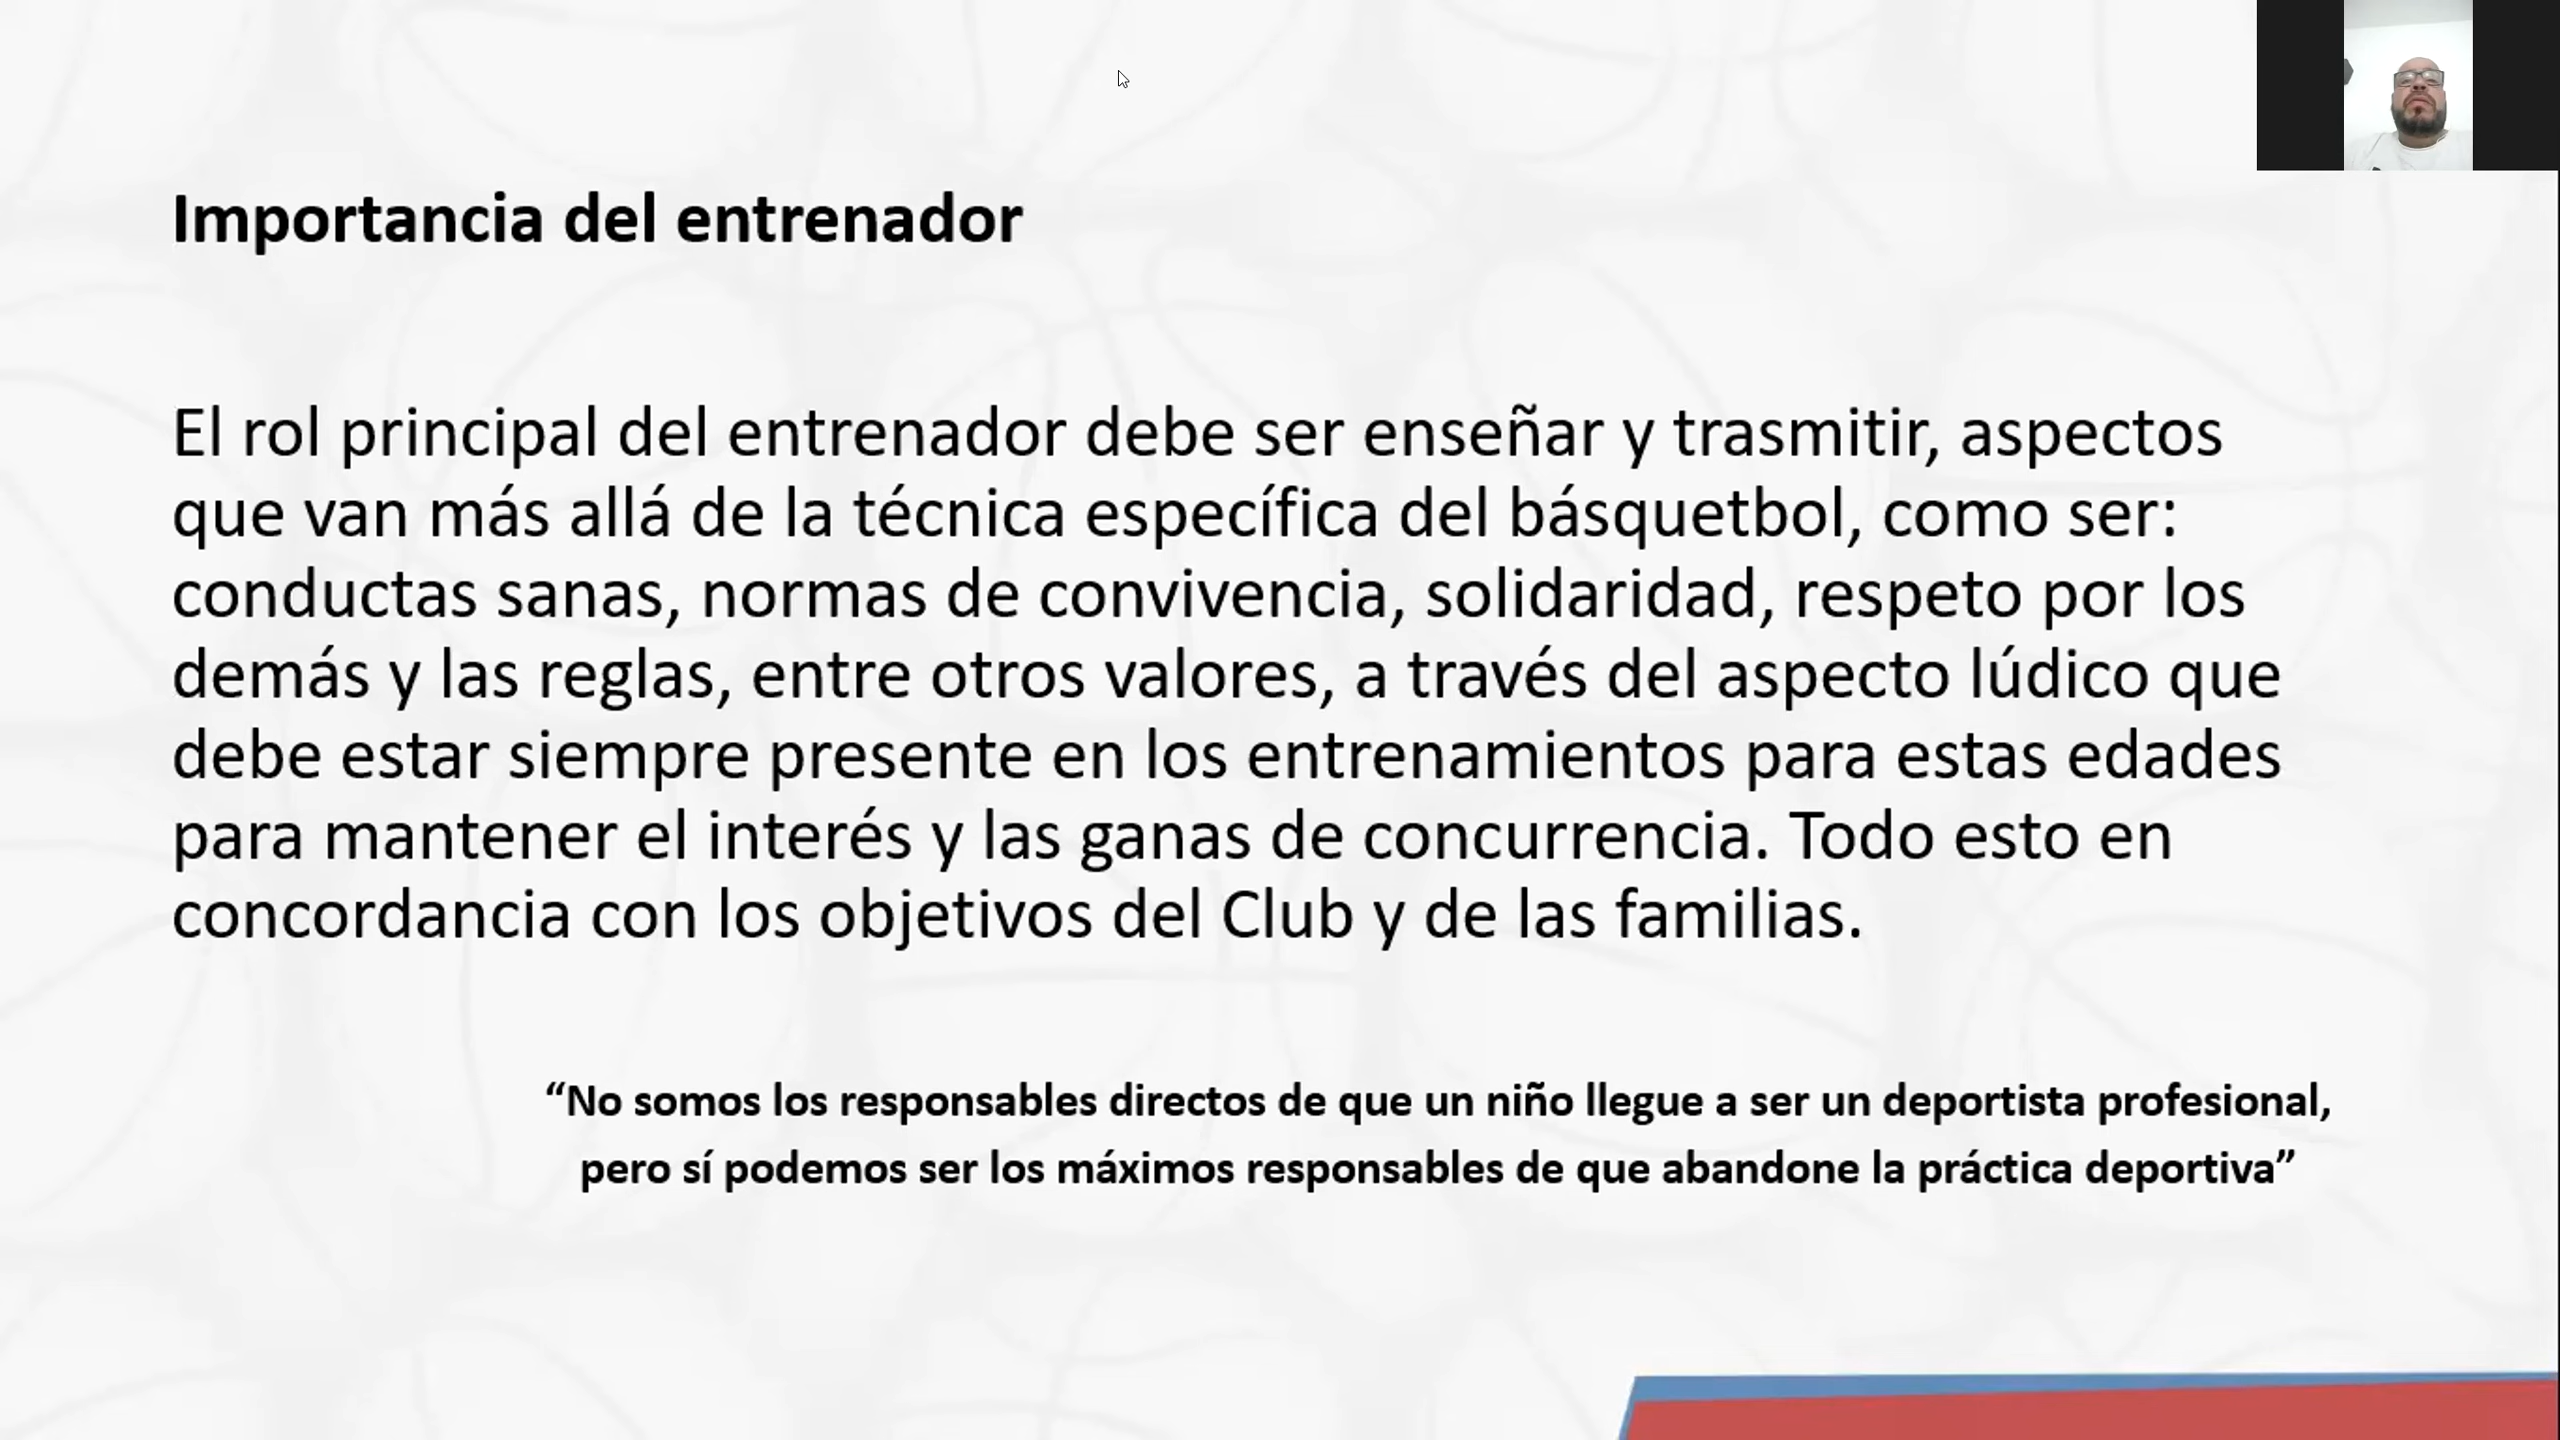 Importancia del entrenador
El rol principal del entrenador debe ser enseñar y trasmitir, aspectos
que van más allá de la técnica específica del básquetbol, como ser:
conductas sanas, normas de convivencia, solidaridad, respeto por los
demás y las reglas, entre otros valores, a través del aspecto lúdico que
debe estar siempre presente en los entrenamientos para estas edades
para mantener el interés y las ganas de concurrencia. Todo esto en
concordancia con los objetivos del Club y de las familias.
“No somos los responsables directos de que un niño llegue a ser un deportista profesional,
pero sí podemos ser los máximos responsables de que abandone la práctica deportiva”